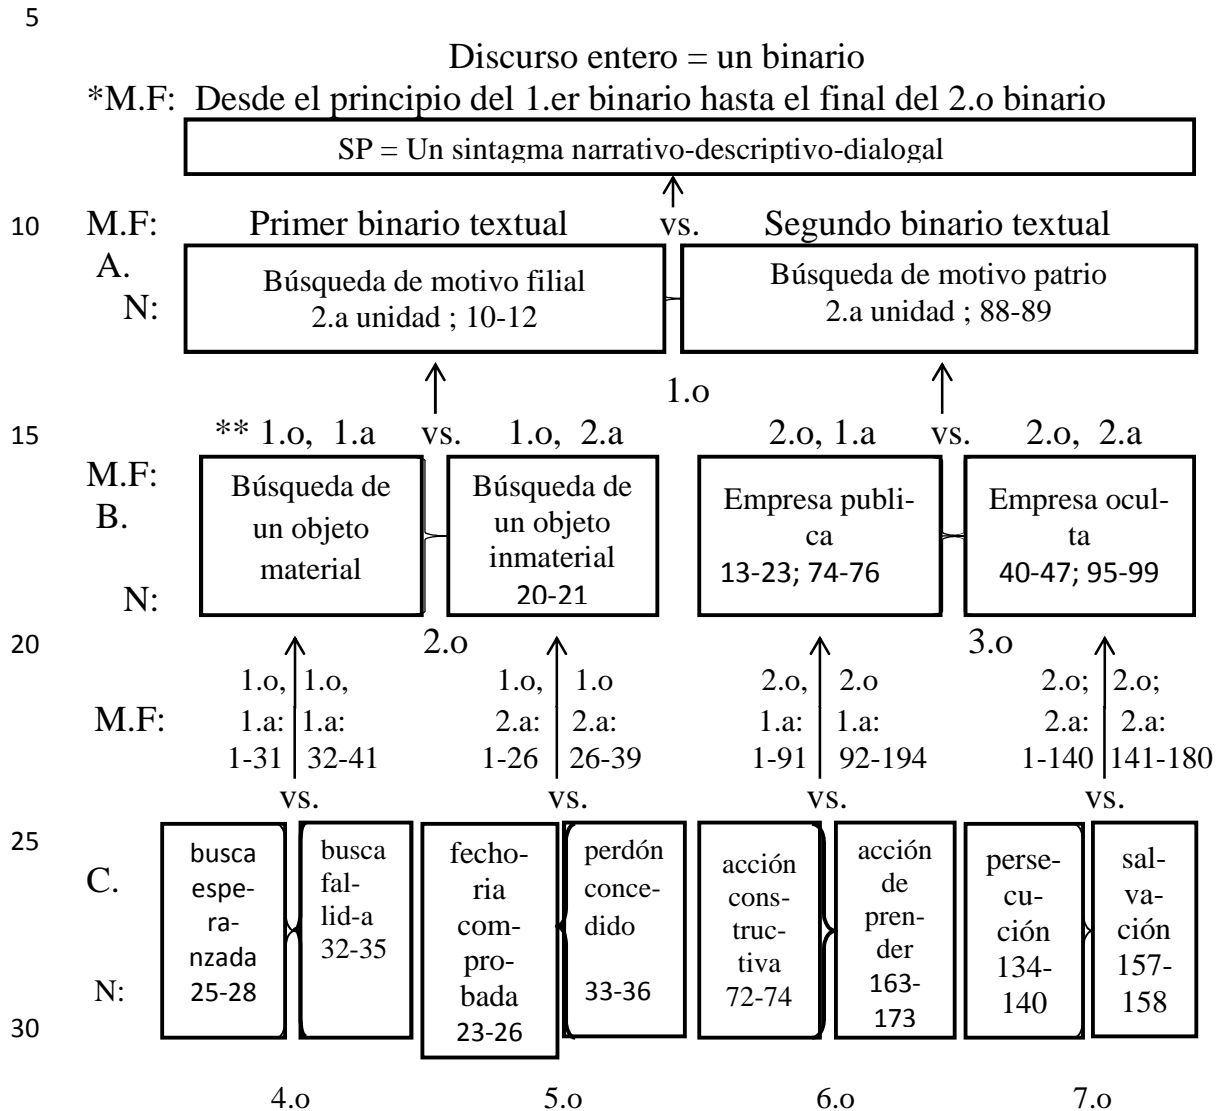 5
Discurso entero = un binario
*M.F: Desde el principio del 1.er binario hasta el final del 2.o binario
SP = Un sintagma narrativo-descriptivo-dialogal
10 M.F: Primer binario textual vs. Segundo binario textual
A.
N:
Búsqueda de motivo filial
2.a unidad ; 10-12
Búsqueda de motivo patrio
2.a unidad ; 88-89
1.o
15 ** 1.o, 1.a vs. 1.o, 2.a 2.o, 1.a vs. 2.o, 2.a
M.F:
B.
N:
Búsqueda de
un objeto
material
Búsqueda de
un objeto
inmaterial
20-21
Empresa publi-
ca
13-23; 74-76
Empresa ocul-
ta
40-47; 95-99
20 2.o 3.o
M.F:
1.o, 1.o,
1.a: 1.a:
1-31 32-41
1.o, 1.o
2.a: 2.a:
1-26 26-39
2.o, 2.o
1.a: 1.a:
1-91 92-194
2.o; 2.o;
2.a: 2.a:
1-140 141-180
vs. vs. vs. vs.
25
C.
N:
30
busca
espe-
ra-
nzada
25-28
busca
fal-
lid-a
32-35
fecho-
ria
com-
pro-
bada
23-26
perdón
conce-
dido
33-36
acción
cons-
truc-
tiva
72-74
acción
de
pren-
der
163-
173
perse-
cu-
ción
134-
140
sal-
va-
ción
157-
158
4.o 5.o 6.o 7.o